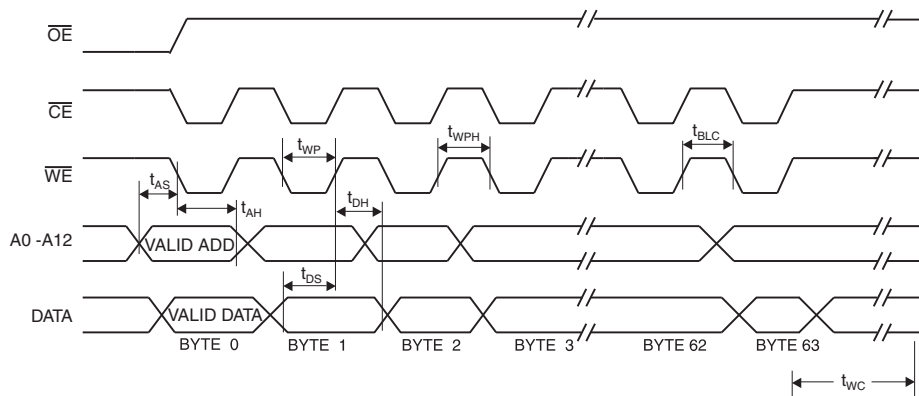 OE
CE
tWP
tWPH
tBLC
WE
tAS
tAH
tDH
A0 -A12
VALID ADD
tDS
DATA
VALID DATA
BYTE 0
BYTE 1
BYTE 2
BYTE 3
BYTE 62
BYTE 63
tWC